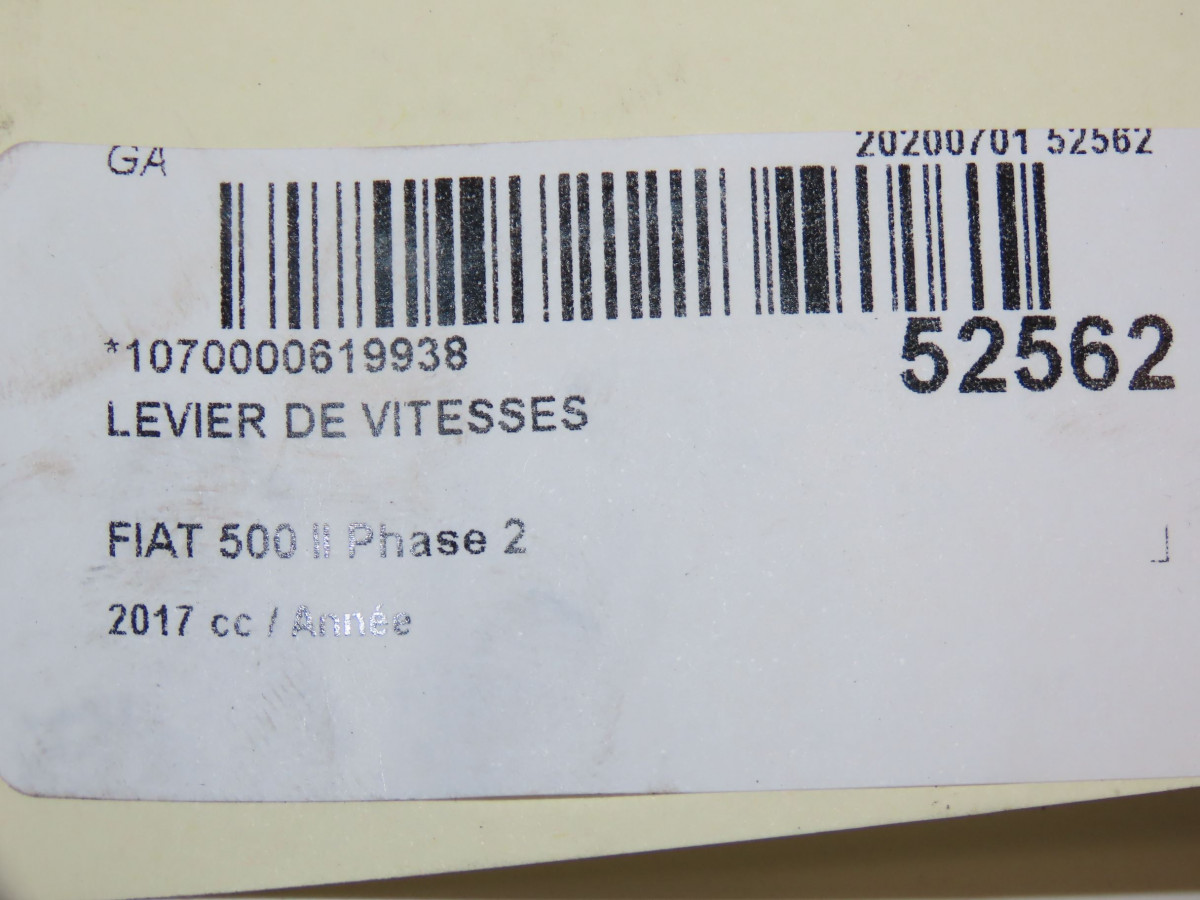 GA 20200701 52562
*1070000619938 52562
LEVIER DE VITESSES
FIAT 500 II Phase 2
2017 cc / Année